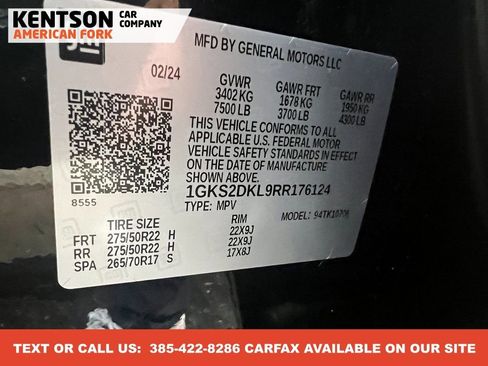 KENTSON CAR COMPANY
AMERICAN FORK
MFD BY GENERAL MOTORS LLC
02/24
GVWR GAWR FRT GAWR RR
3402 KG 1678 KG 1950 KG
7500 LB 3700 LB 4300 LB
THIS VEHICLE CONFORMS TO ALL
APPLICABLE U.S. FEDERAL MOTOR
VEHICLE SAFETY STANDARDS IN
EFFECT ON THE DATE OF MANUFACTURE
SHOWN ABOVE.
1GKS2DKL9RR176124
TYPE: MPV MODEL: 94TK10706
8555
TIRE SIZE RIM
FRT 275/50R22 H 22X9J
RR 275/50R22 H 22X9J
SPA 265/70R17 S 17X8J
TEXT OR CALL US: 385-422-8286 CARFAX AVAILABLE ON OUR SITE